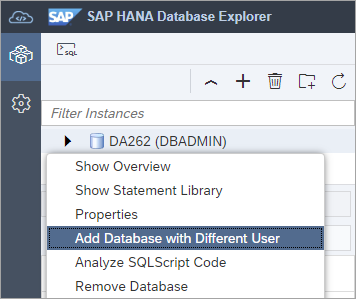 SAP SAP HANA Database Explorer
SQL
Filter Instances
DA262 (DBADMIN)
Show Overview
Show Statement Library
Properties
Add Database with Different User
Analyze SQLScript Code
Remove Database